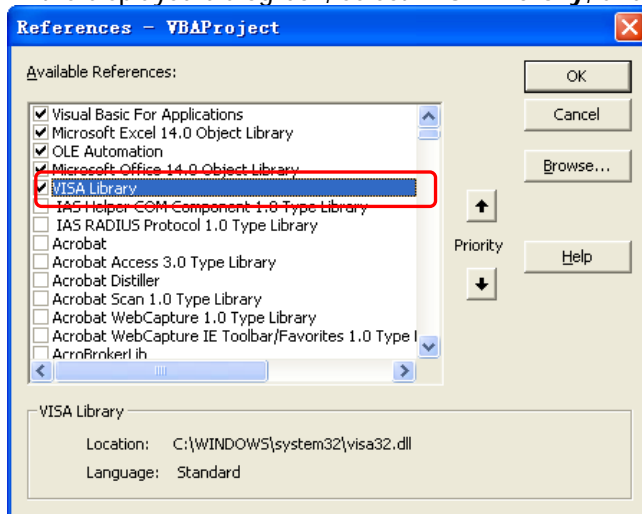 References - VBAProject
Available References:
OK
Visual Basic For Applications
Cancel
Microsoft Excel 14.0 Object Library
OLE Automation
Microsoft Office 14.0 Object Library
Browse...
VISA Library
IAS Helper COM Component 1.0 Type Library
IAS RADIUS Protocol 1.0 Type Library
Acrobat
Priority
Acrobat Access 3.0 Type Library
Help
Acrobat Distiller
Acrobat Scan 1.0 Type Library
Acrobat WebCapture 1.0 Type Library
Acrobat WebCapture IE Toolbar/Favorites 1.0 Type
AcroBrokerLib
VISA Library
Location: C:\WINDOWS\system32\visa32.dll
Language: Standard